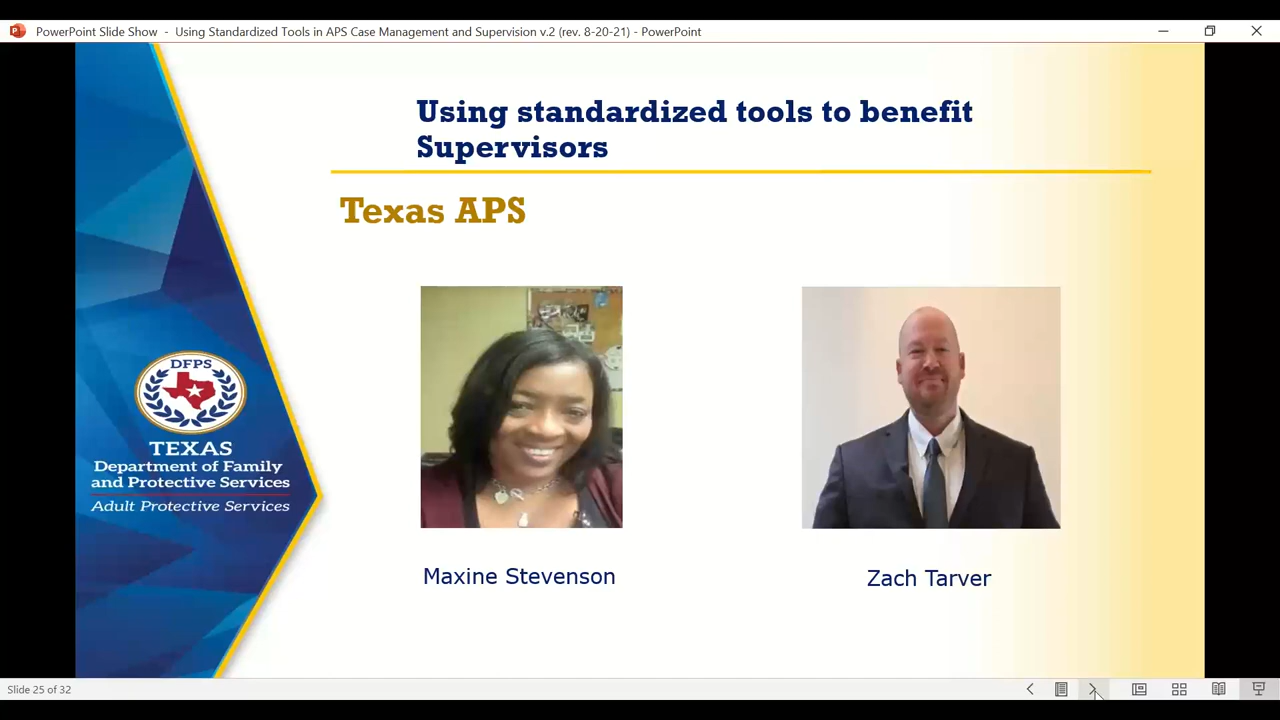 PowerPoint Slide Show - Using Standardized Tools in APS Case Management and Supervision v.2 (rev. 8-20-21) - PowerPoint
Using standardized tools to benefit
Supervisors
Texas APS
DFPS
TEXAS
Department of Family
and Protective Services
Adult Protective Services
Maxine Stevenson
Zach Tarver
Slide 25 of 32